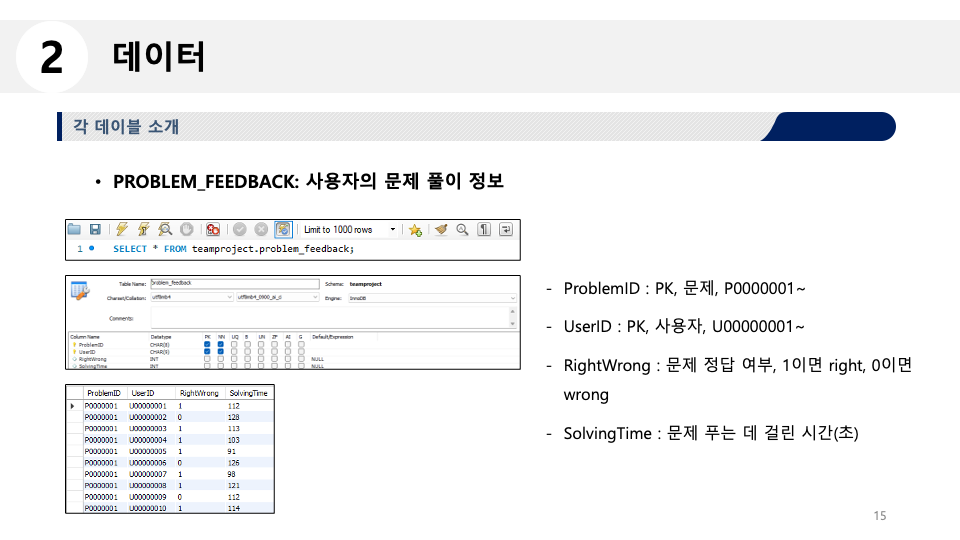 2 데이터
각 데이블 소개
• PROBLEM_FEEDBACK: 사용자의 문제 풀이 정보
Limit to 1000 rows
1 SELECT * FROM teamproject.problem_feedback;
Table Name: problem_feedback Schema: teamproject
Charset/Collation: utf8mb4 utf8mb4_0900_ai_ci Engine: InnoDB
Comments:
Column Name Datatype PK NN UQ B UN ZF AI G Default/Expression
ProblemID CHAR(8)
UserID CHAR(9)
RightWrong INT NULL
SolvingTime INT NULL
ProblemID UserID RightWrong SolvingTime
P0000001 U00000001 1 112
P0000001 U00000002 0 128
P0000001 U00000003 1 113
P0000001 U00000004 1 103
P0000001 U00000005 1 91
P0000001 U00000006 0 126
P0000001 U00000007 1 98
P0000001 U00000008 1 121
P0000001 U00000009 0 112
P0000001 U00000010 1 114
- ProblemID : PK, 문제, P0000001~
- UserID : PK, 사용자, U00000001~
- RightWrong : 문제 정답 여부, 1이면 right, 0이면
wrong
- SolvingTime : 문제 푸는 데 걸린 시간(초)
15